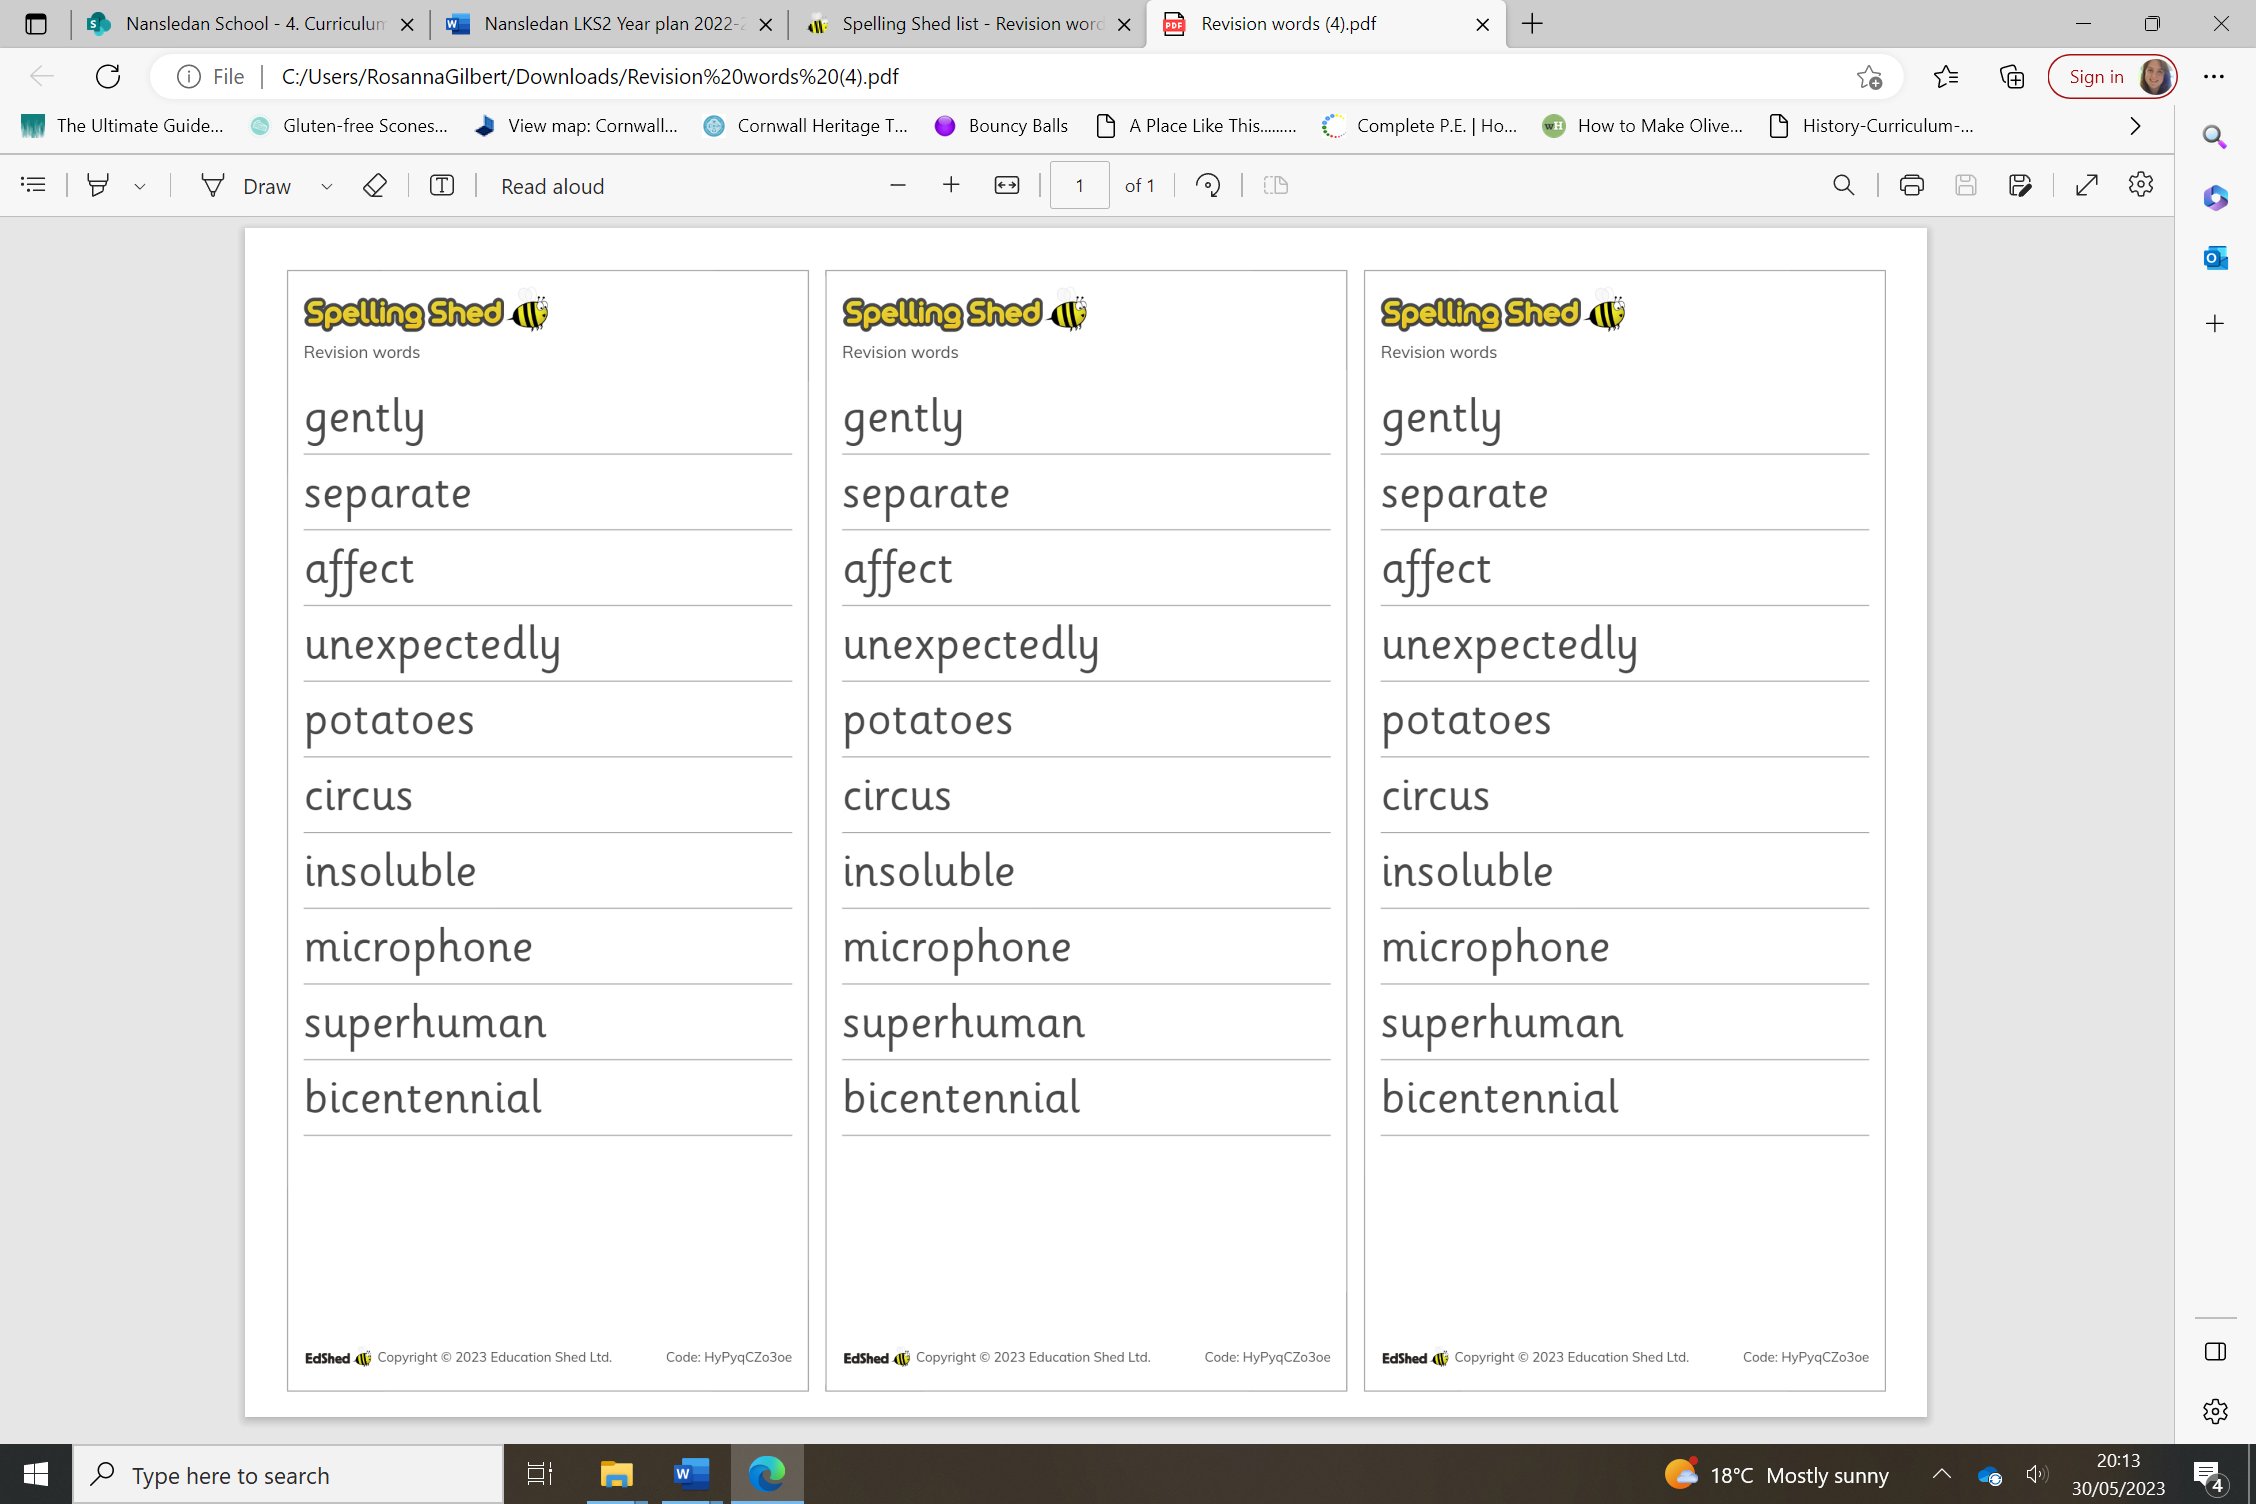 Nansledan School - 4. Curriculum
Nansledan LKS2 Year plan 2022-2
Spelling Shed list - Revision word
Revision words (4).pdf
File
C:/Users/RosannaGilbert/Downloads/Revision%20words%20(4).pdf
Sign in
The Ultimate Guide...
Gluten-free Scones...
View map: Cornwall...
Cornwall Heritage T...
Bouncy Balls
A Place Like This.........
Complete P.E. | Ho...
wH
How to Make Olive...
History-Curriculum-...
Draw
Read aloud
1
of 1
Spelling Shed
Revision words
gently
separate
affect
unexpectedly
potatoes
circus
insoluble
microphone
superhuman
bicentennial
EdShed Copyright © 2023 Education Shed Ltd. Code: HyPyqCZo3oe
Spelling Shed
Revision words
gently
separate
affect
unexpectedly
potatoes
circus
insoluble
microphone
superhuman
bicentennial
EdShed Copyright © 2023 Education Shed Ltd. Code: HyPyqCZo3oe
Spelling Shed
Revision words
gently
separate
affect
unexpectedly
potatoes
circus
insoluble
microphone
superhuman
bicentennial
EdShed Copyright © 2023 Education Shed Ltd. Code: HyPyqCZo3oe
Type here to search
18°C Mostly sunny
20:13
30/05/2023
4